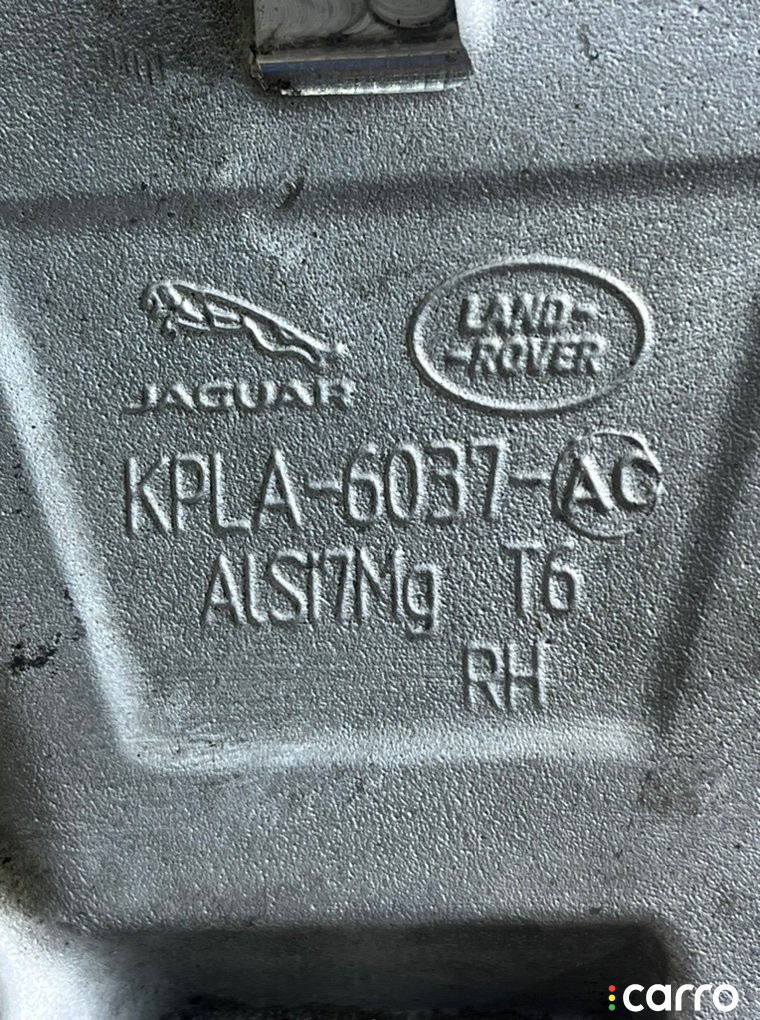 JAGUAR
LAND-
-ROVER
KPLA-6037-AC
AlSi7Mg T6
RH
carro